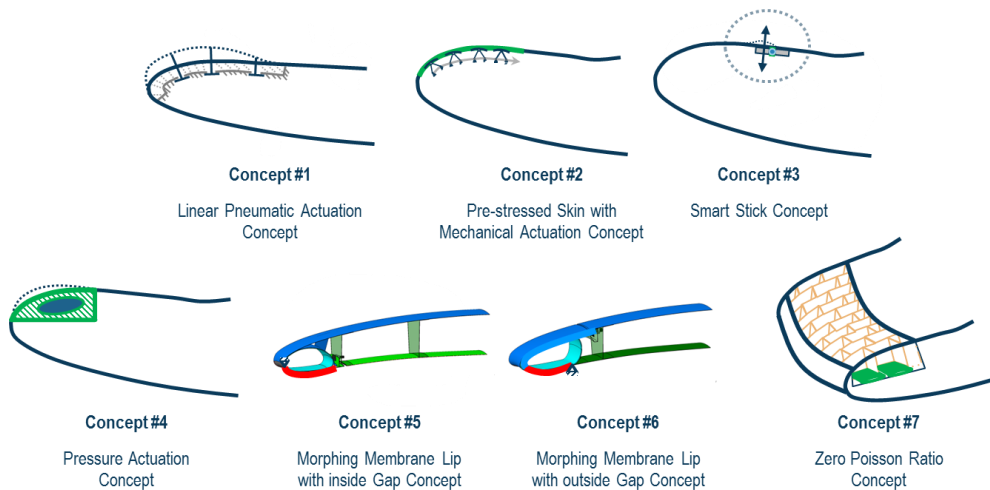 Concept #1
Concept #2
Concept #3
Linear Pneumatic Actuation
Concept
Pre-stressed Skin with
Mechanical Actuation Concept
Smart Stick Concept
Concept #4
Concept #5
Concept #6
Concept #7
Pressure Actuation
Concept
Morphing Membrane Lip
with inside Gap Concept
Morphing Membrane Lip
with outside Gap Concept
Zero Poisson Ratio
Concept